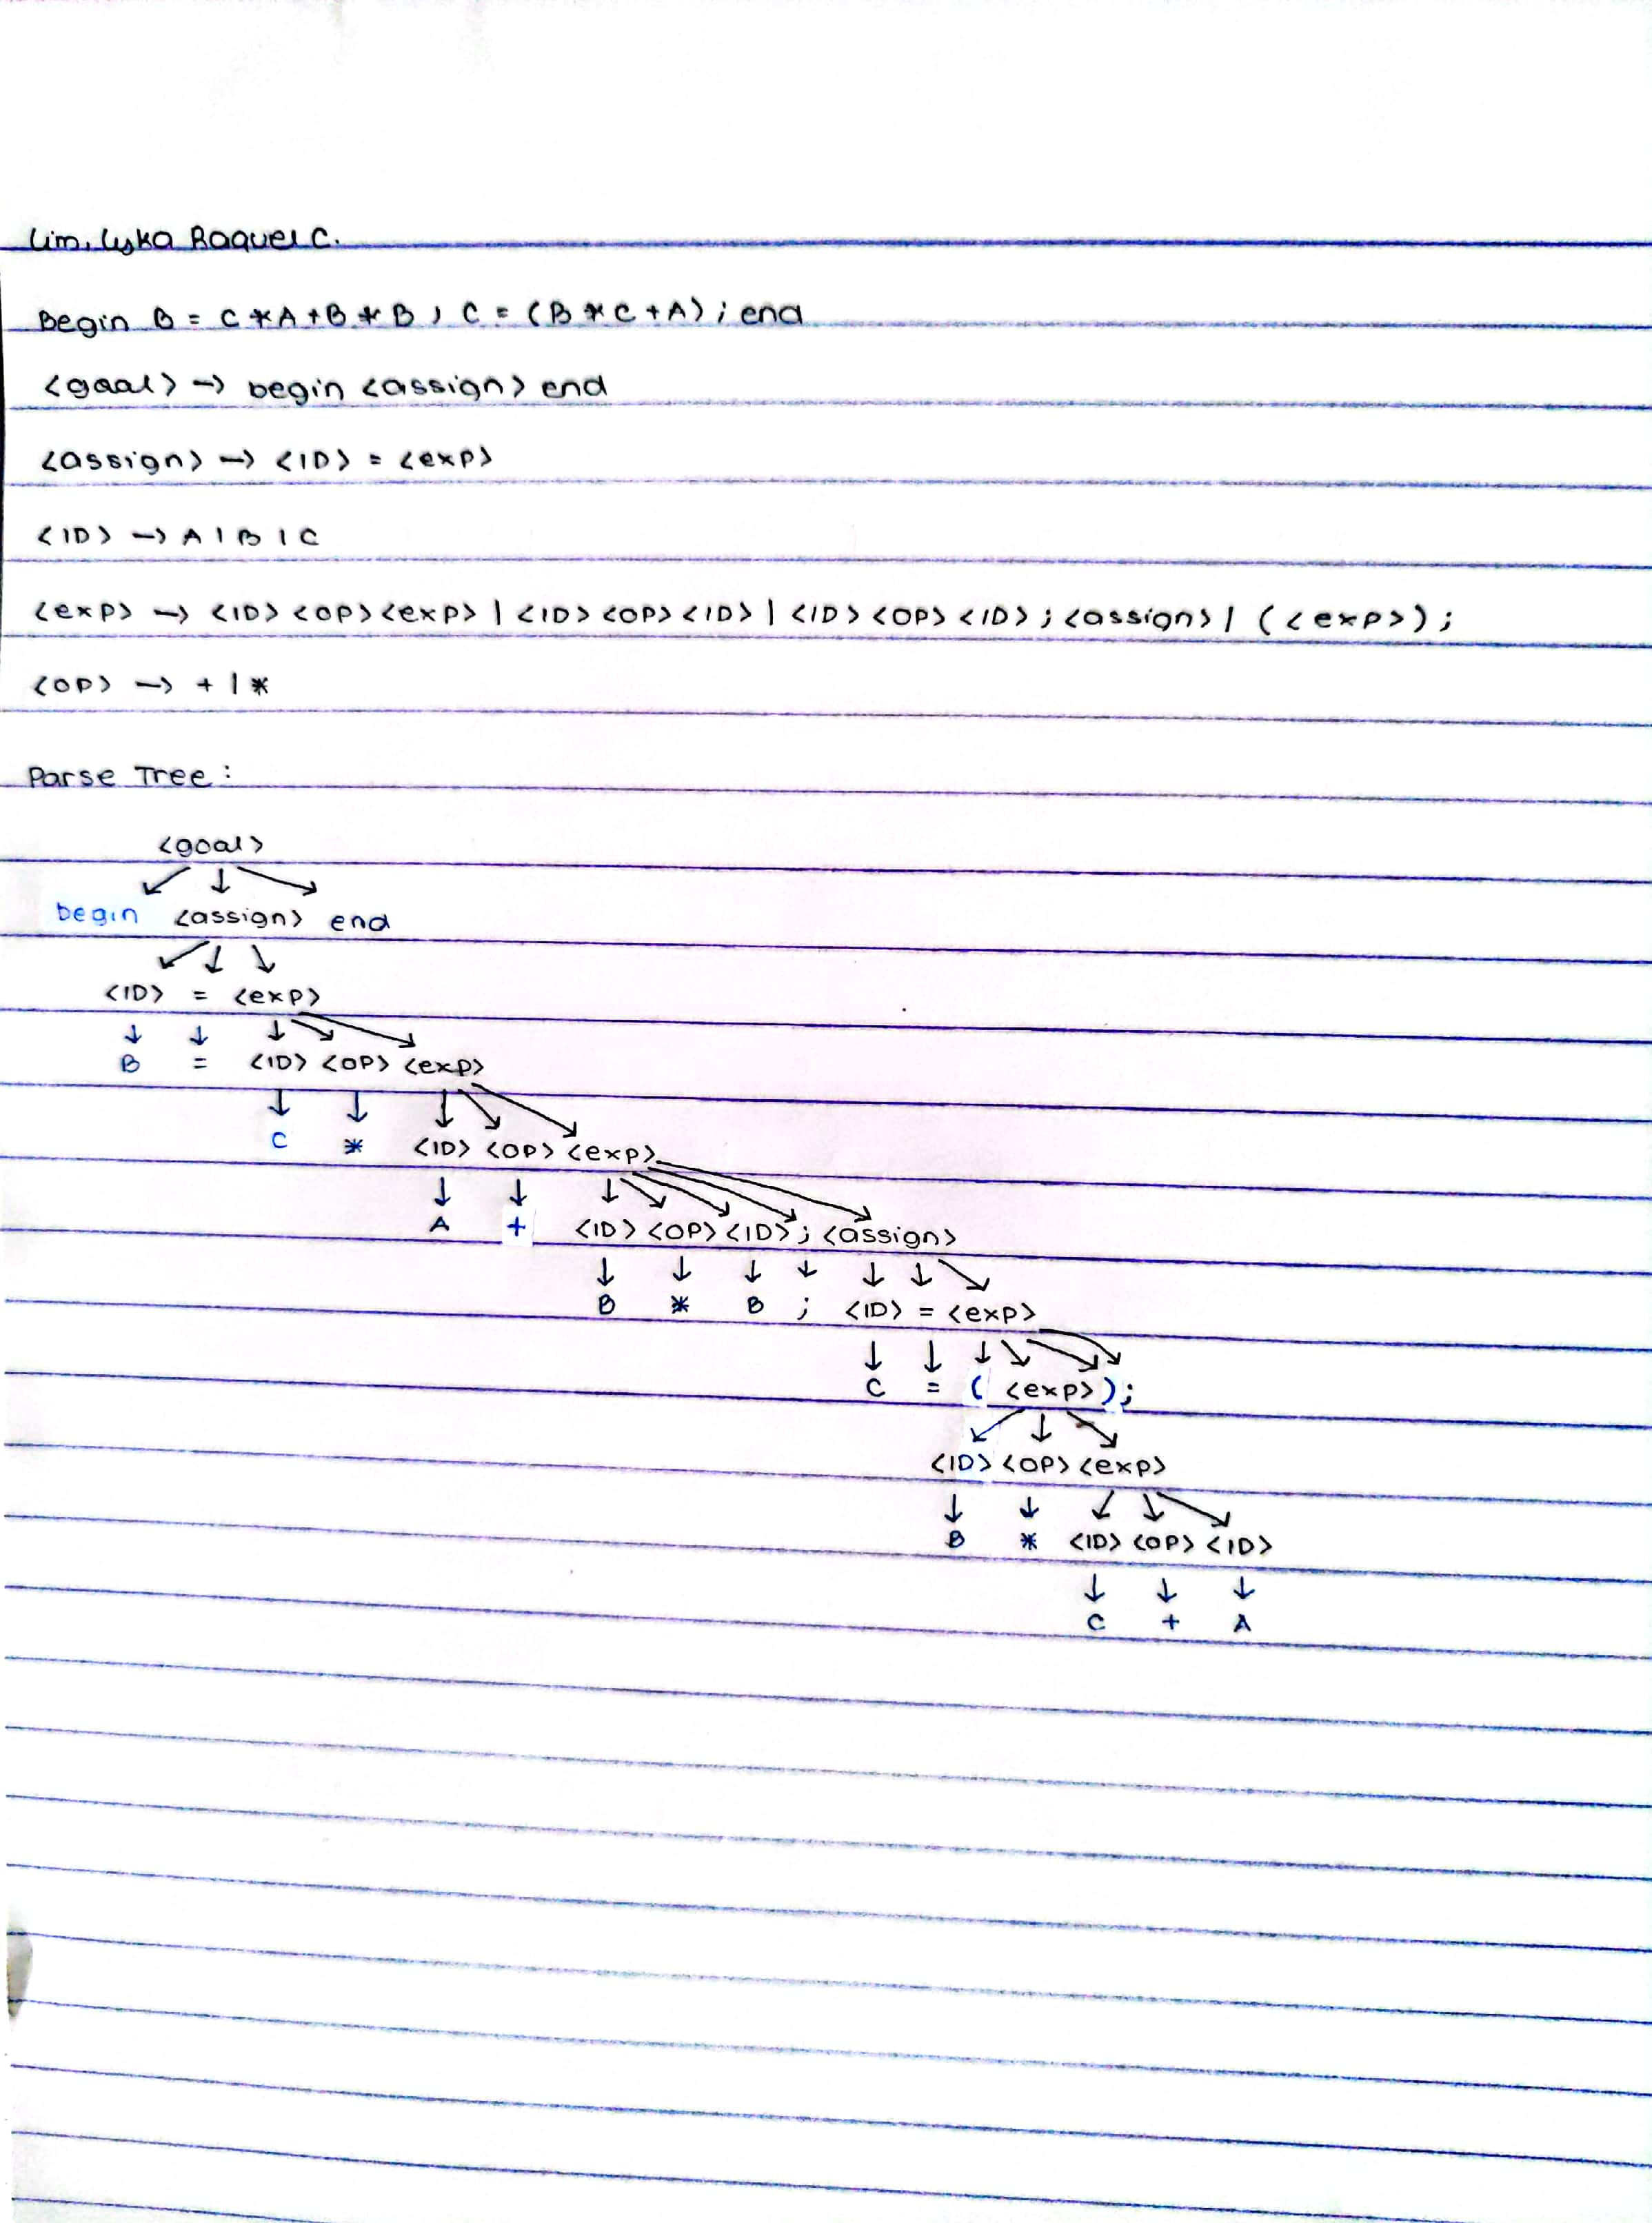 Lim, Lyka Raquel C.
Begin B = C * A + B * B ; C = (B * C + A) ; end
<goal> → begin <assign> end
<assign> → <ID> = <exp>
<ID> → A | B | C
<exp> → <ID> <OP> <exp> | <ID> <OP> <ID> | <ID> <OP> <ID> ; <assign> | ( <exp> ) ;
<OP> → + | *
Parse Tree :
<goal>
↙ ↓ ↘
begin <assign> end
↙ ↓ ↘
<ID> = <exp>
↓ ↓ ↓ ↘ ↘
B = <ID> <OP> <exp>
↓ ↓ ↓ ↘ ↘
C * <ID> <OP> <exp>
↓ ↓ ↓ ↘ ↘ ↘ ↘
A + <ID> <OP> <ID> ; <assign>
↓ ↓ ↓ ↓ ↓ ↓ ↘
B * B ; <ID> = <exp>
↓ ↓ ↓ ↘ ↘ ↘
C = ( <exp> ) ;
↙ ↓ ↘
<ID> <OP> <exp>
↓ ↓ ↙ ↓ ↘
B * <ID> <OP> <ID>
↓ ↓ ↓
C + A